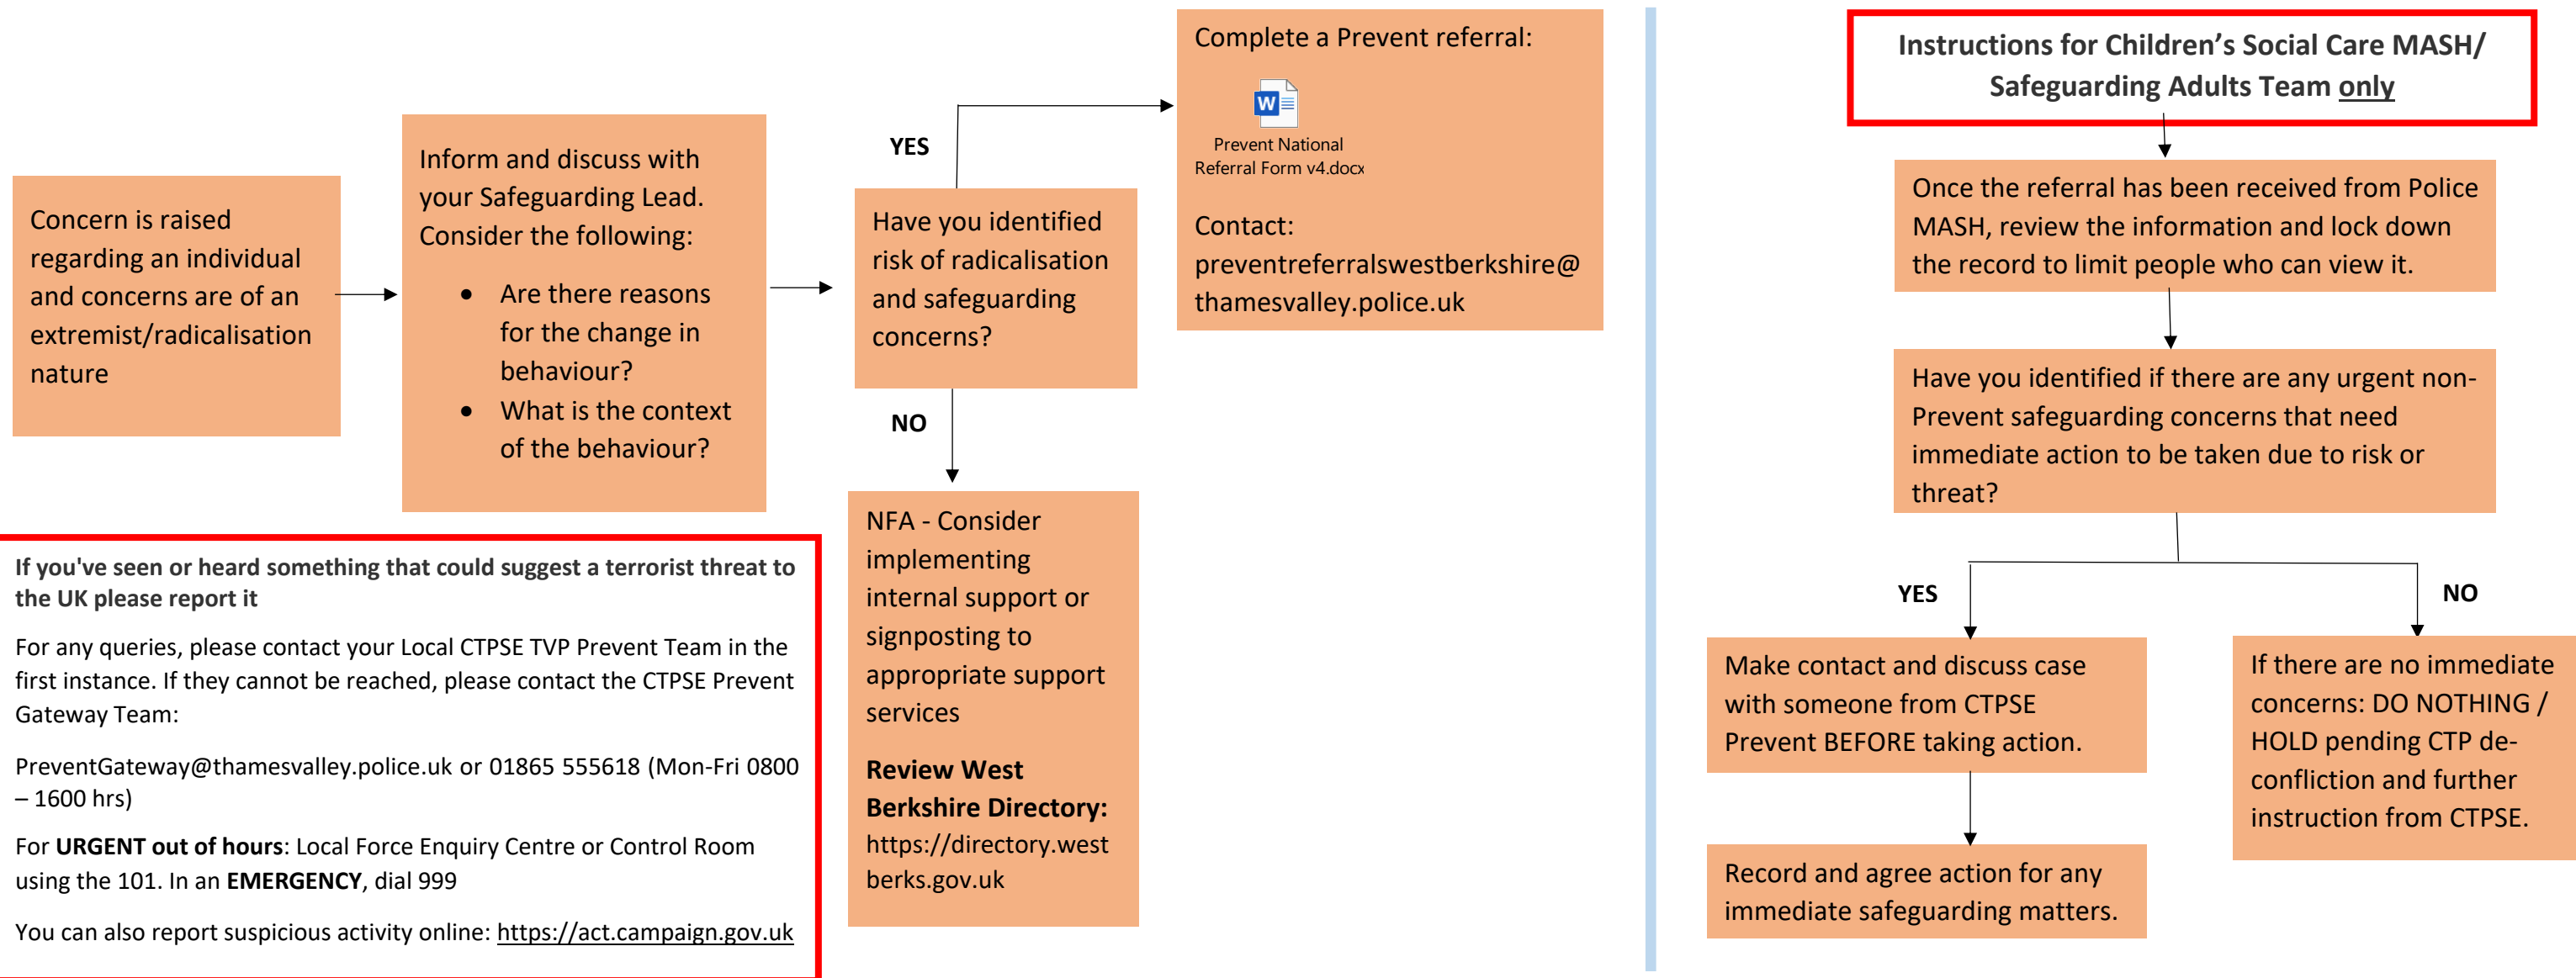 Concern is raised
regarding an individual
and concerns are of an
extremist/radicalisation
nature
Inform and discuss with
your Safeguarding Lead.
Consider the following:
• Are there reasons
for the change in
behaviour?
• What is the context
of the behaviour?
YES
Have you identified
risk of radicalisation
and safeguarding
concerns?
NO
Complete a Prevent referral:
W
Prevent National
Referral Form v4.docx
Contact:
preventreferralswestberkshire@
thamesvalley.police.uk
NFA - Consider
implementing
internal support or
signposting to
appropriate support
services
Review West
Berkshire Directory:
https://directory.west
berks.gov.uk
If you've seen or heard something that could suggest a terrorist threat to
the UK please report it
For any queries, please contact your Local CTPSE TVP Prevent Team in the
first instance. If they cannot be reached, please contact the CTPSE Prevent
Gateway Team:
PreventGateway@thamesvalley.police.uk or 01865 555618 (Mon-Fri 0800
– 1600 hrs)
For URGENT out of hours: Local Force Enquiry Centre or Control Room
using the 101. In an EMERGENCY, dial 999
You can also report suspicious activity online: https://act.campaign.gov.uk
Instructions for Children’s Social Care MASH/
Safeguarding Adults Team only
Once the referral has been received from Police
MASH, review the information and lock down
the record to limit people who can view it.
Have you identified if there are any urgent non-
Prevent safeguarding concerns that need
immediate action to be taken due to risk or
threat?
YES
NO
Make contact and discuss case
with someone from CTPSE
Prevent BEFORE taking action.
Record and agree action for any
immediate safeguarding matters.
If there are no immediate
concerns: DO NOTHING /
HOLD pending CTP de-
confliction and further
instruction from CTPSE.